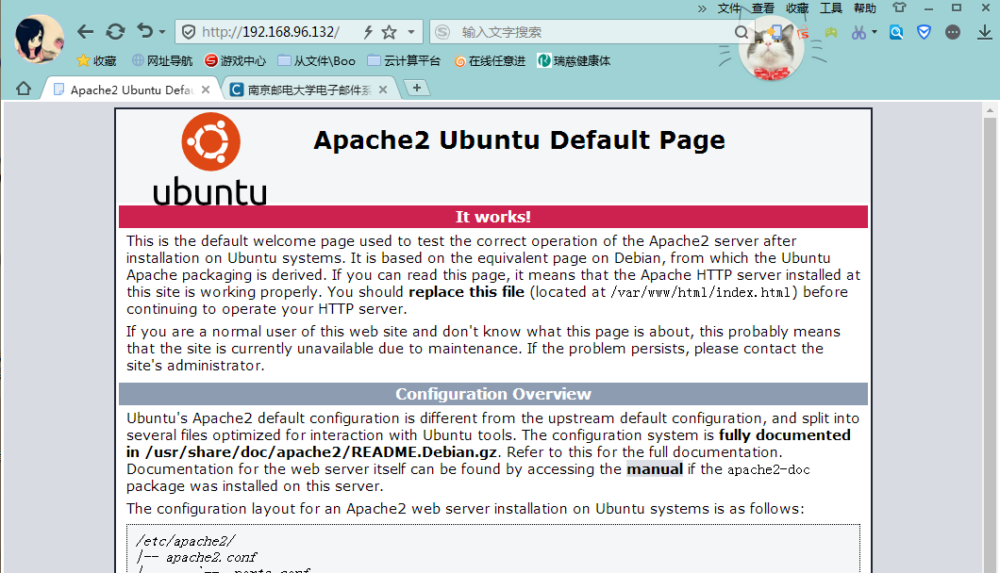 » 文件 查看 收藏 工具 帮助
http://192.168.96.132/
输入文字搜索
收藏 网址导航 游戏中心 从文件\Boo 云计算平台 在线任意进 瑞慈健康体
Apache2 Ubuntu Defau 南京邮电大学电子邮件系
ubuntu
Apache2 Ubuntu Default Page
It works!
This is the default welcome page used to test the correct operation of the Apache2 server after
installation on Ubuntu systems. It is based on the equivalent page on Debian, from which the Ubuntu
Apache packaging is derived. If you can read this page, it means that the Apache HTTP server installed at
this site is working properly. You should replace this file (located at /var/www/html/index.html) before
continuing to operate your HTTP server.
If you are a normal user of this web site and don't know what this page is about, this probably means
that the site is currently unavailable due to maintenance. If the problem persists, please contact the
site's administrator.
Configuration Overview
Ubuntu's Apache2 default configuration is different from the upstream default configuration, and split into
several files optimized for interaction with Ubuntu tools. The configuration system is fully documented
in /usr/share/doc/apache2/README.Debian.gz. Refer to this for the full documentation.
Documentation for the web server itself can be found by accessing the manual if the apache2-doc
package was installed on this server.
The configuration layout for an Apache2 web server installation on Ubuntu systems is as follows:
/etc/apache2/
|-- apache2.conf
| `-- ports.conf